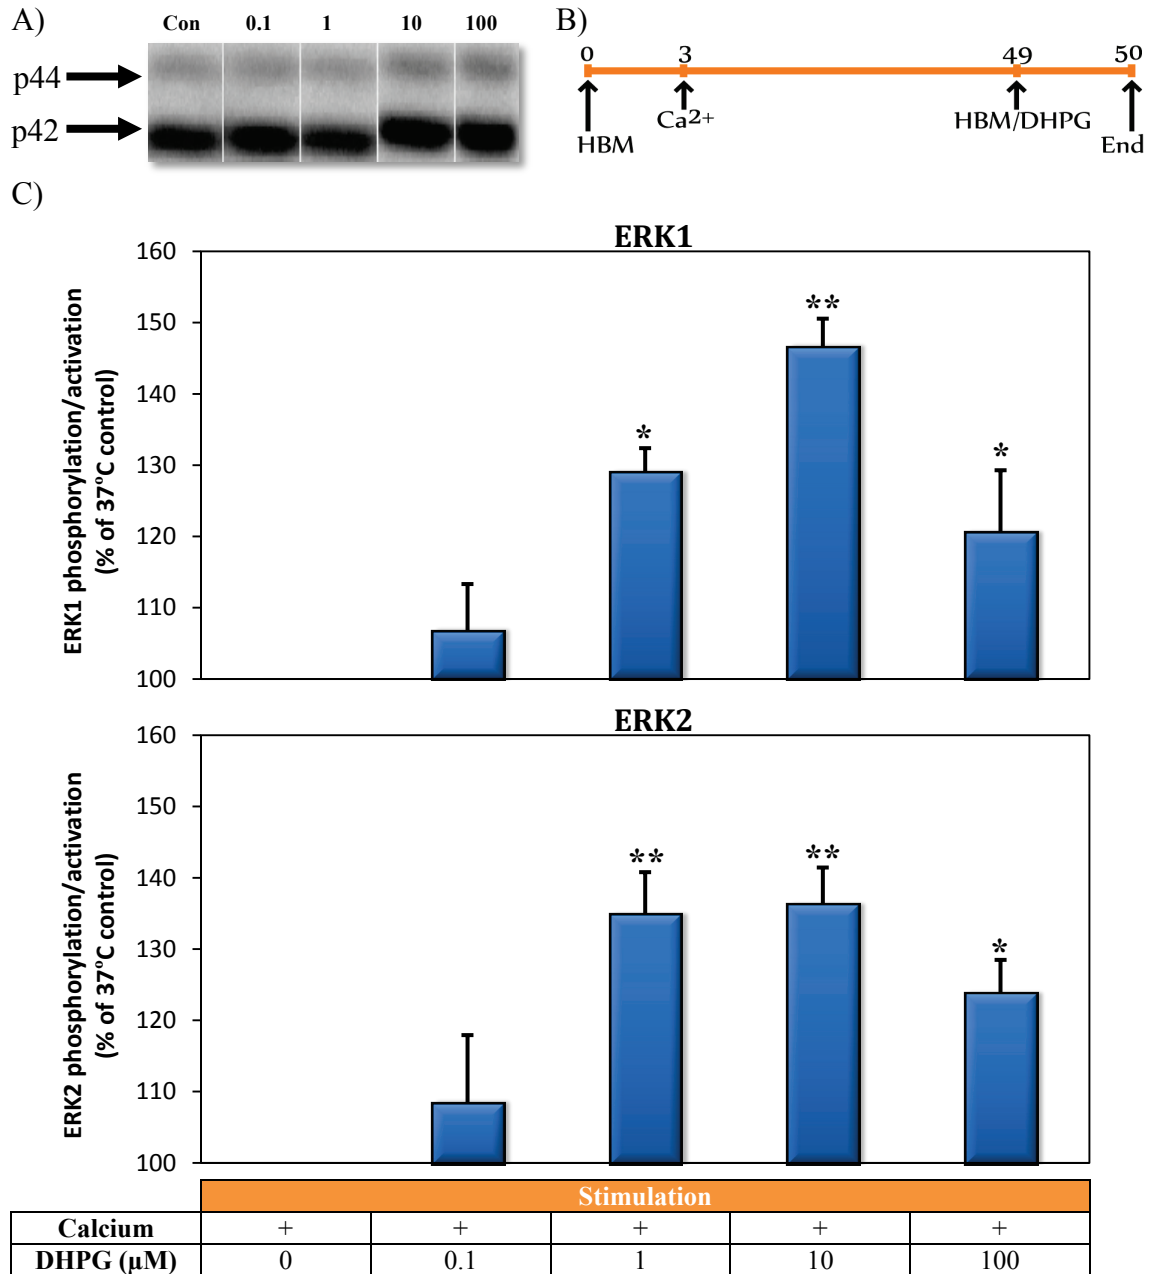 A)
Con 0.1 1 10 100
p44
p42
B)
0 3 49 50
HBM Ca²⁺ HBM/DHPG End
C)
ERK1
ERK1 phosphorylation/activation
(% of 37°C control)
160
150
140
130
120
110
100
* ** *
ERK2
ERK2 phosphorylation/activation
(% of 37°C control)
160
150
140
130
120
110
100
** ** *
Stimulation
Calcium + + + + +
DHPG (µM) 0 0.1 1 10 100